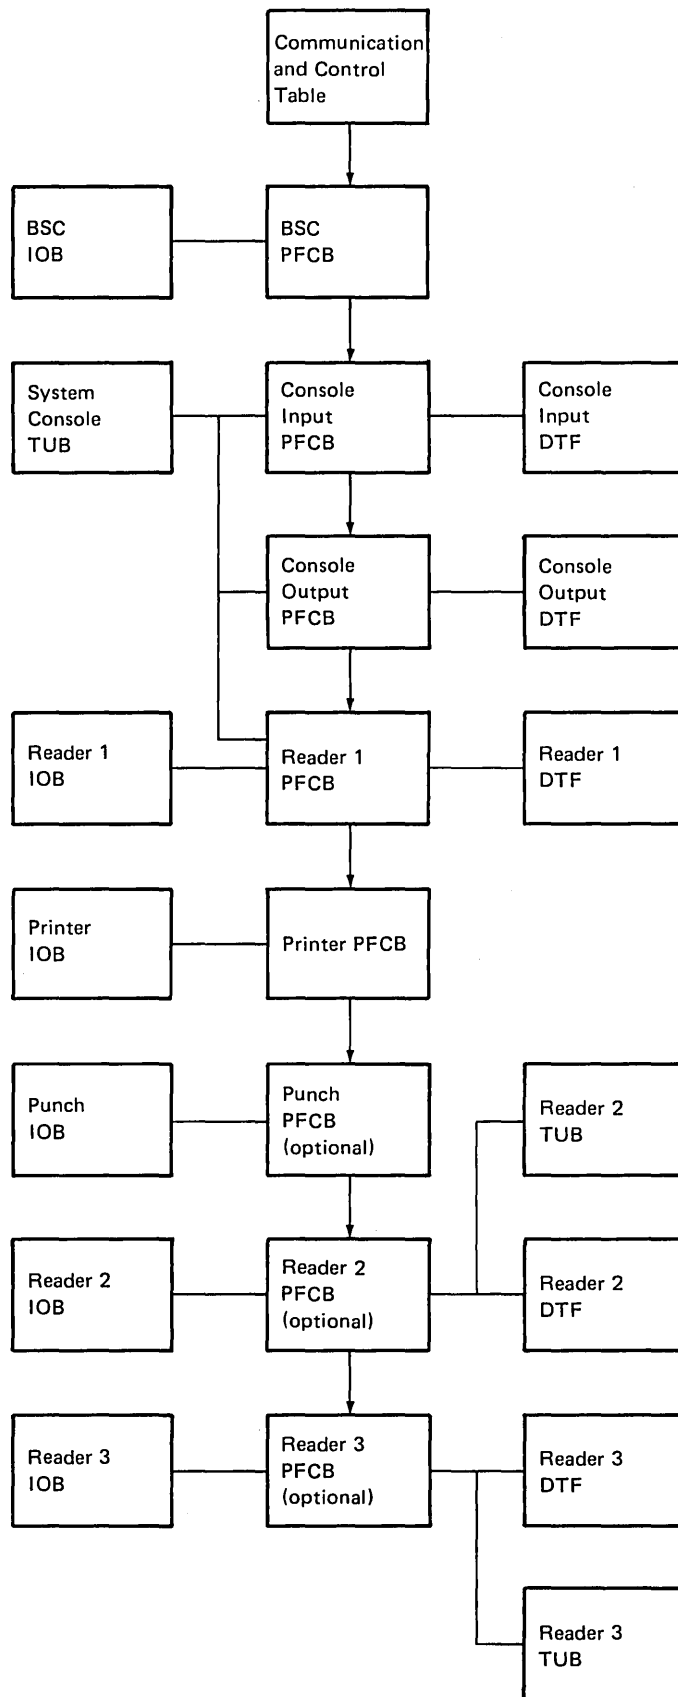 Communication
and Control
Table
BSC
IOB
BSC
PFCB
System
Console
TUB
Console
Input
PFCB
Console
Input
DTF
Console
Output
PFCB
Console
Output
DTF
Reader 1
IOB
Reader 1
PFCB
Reader 1
DTF
Printer
IOB
Printer PFCB
Punch
IOB
Punch
PFCB
(optional)
Reader 2
TUB
Reader 2
IOB
Reader 2
PFCB
(optional)
Reader 2
DTF
Reader 3
IOB
Reader 3
PFCB
(optional)
Reader 3
DTF
Reader 3
TUB